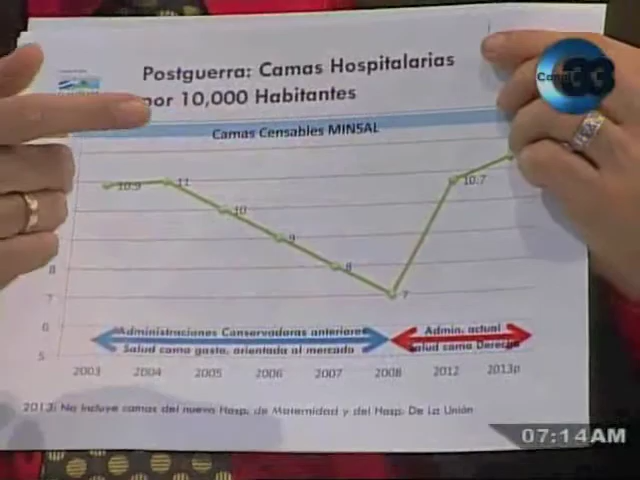 Postguerra: Camas Hospitalarias
por 10,000 Habitantes
Camas Censables MINSAL
10.9
11
10
9
8
7
10.7
8
7
6
5
Administraciones Conservadoras anteriores
Salud como gasto, orientada al mercado
Admin. actual
Salud como Derecho
2003 2004 2005 2006 2007 2008 2012 2013p
2013: No incluye camas del nuevo Hosp. de Maternidad y del Hosp. De La Unión
Canal 33
07:14AM